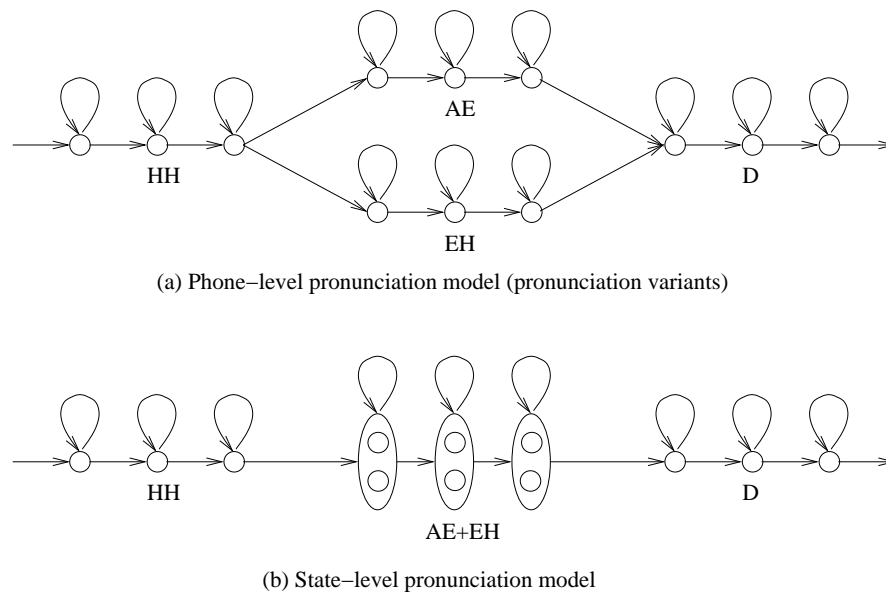 AE
HH
D
EH
(a) Phone−level pronunciation model (pronunciation variants)
HH
D
AE+EH
(b) State−level pronunciation model